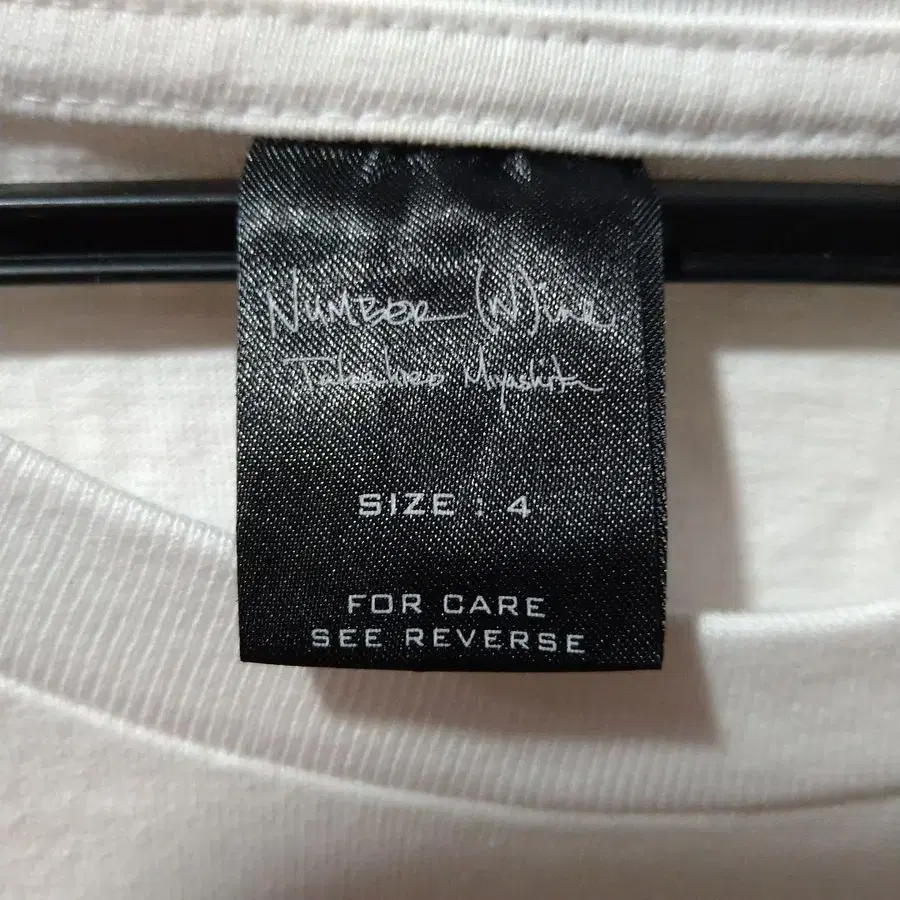 NUMBER (N)ine
Takahiro Miyashita
SIZE : 4
FOR CARE
SEE REVERSE